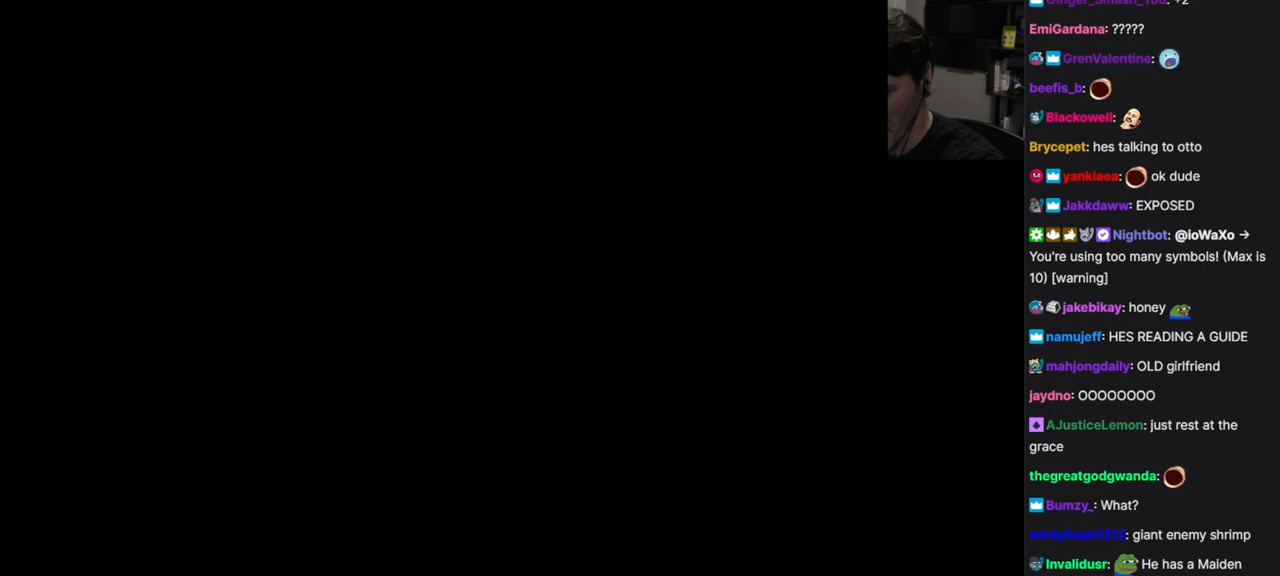 EmiGardana: ?????
GrenValentine:
beefis_b:
Blackowell:
Brycepet: hes talking to otto
yankiaea: ok dude
Jakkdaww: EXPOSED
Nightbot: @ioWaXo →
You're using too many symbols! (Max is
10) [warning]
jakebikay: honey
namujeff: HES READING A GUIDE
mahjongdaily: OLD girlfriend
jaydno: OOOOOOOO
AJusticeLemon: just rest at the
grace
thegreatgodgwanda:
Bumzy_: What?
mintyfresh1312: giant enemy shrimp
Invalidusr: He has a Maiden